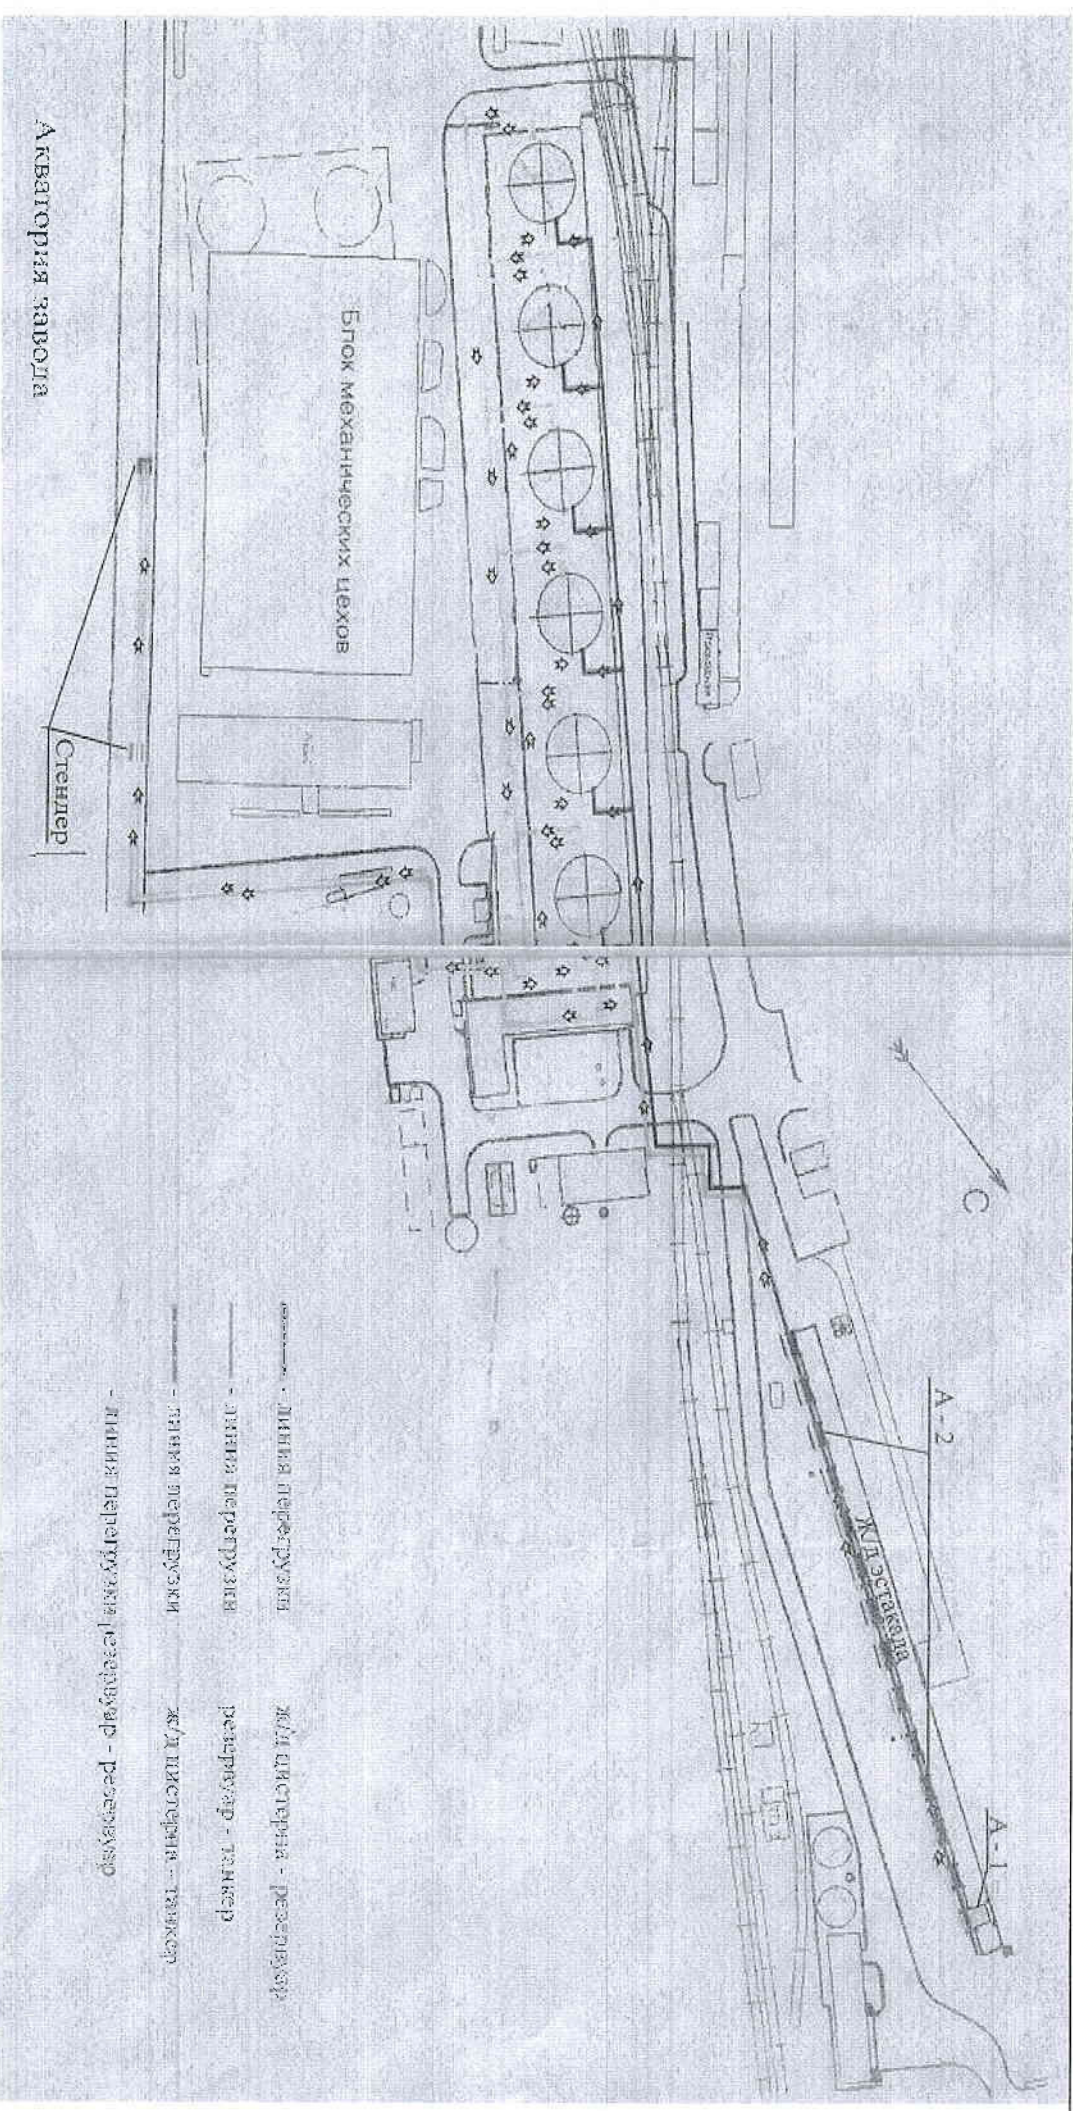 С
А - 2
А - 1
Ж/Д эстакада
Блок механических цехов
Акватория завода
Стендер
- линия перегрузки ж/д цистерна - резервуар
- линия перегрузки резервуар - танкер
- линия перегрузки ж/д цистерна - танкер
- линия перегрузки резервуар - резервуар